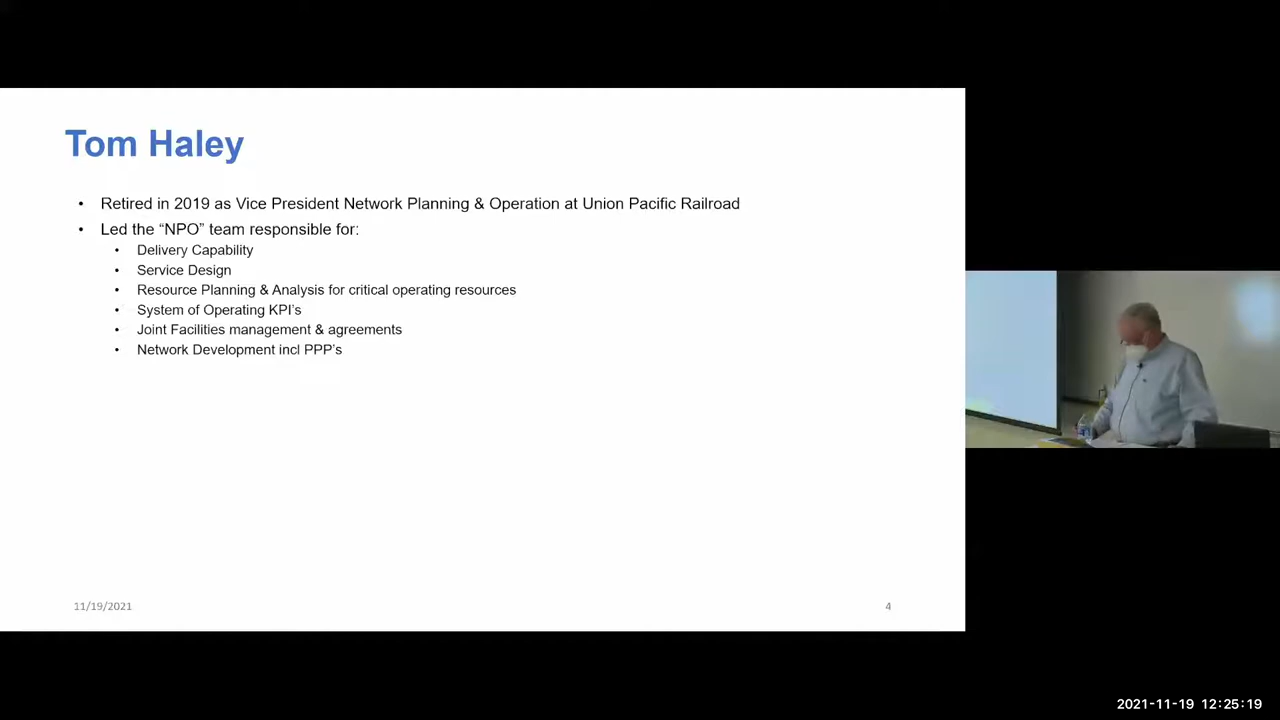 Tom Haley
• Retired in 2019 as Vice President Network Planning & Operation at Union Pacific Railroad
• Led the “NPO” team responsible for:
• Delivery Capability
• Service Design
• Resource Planning & Analysis for critical operating resources
• System of Operating KPI’s
• Joint Facilities management & agreements
• Network Development incl PPP’s
11/19/2021
4
2021-11-19 12:25:19